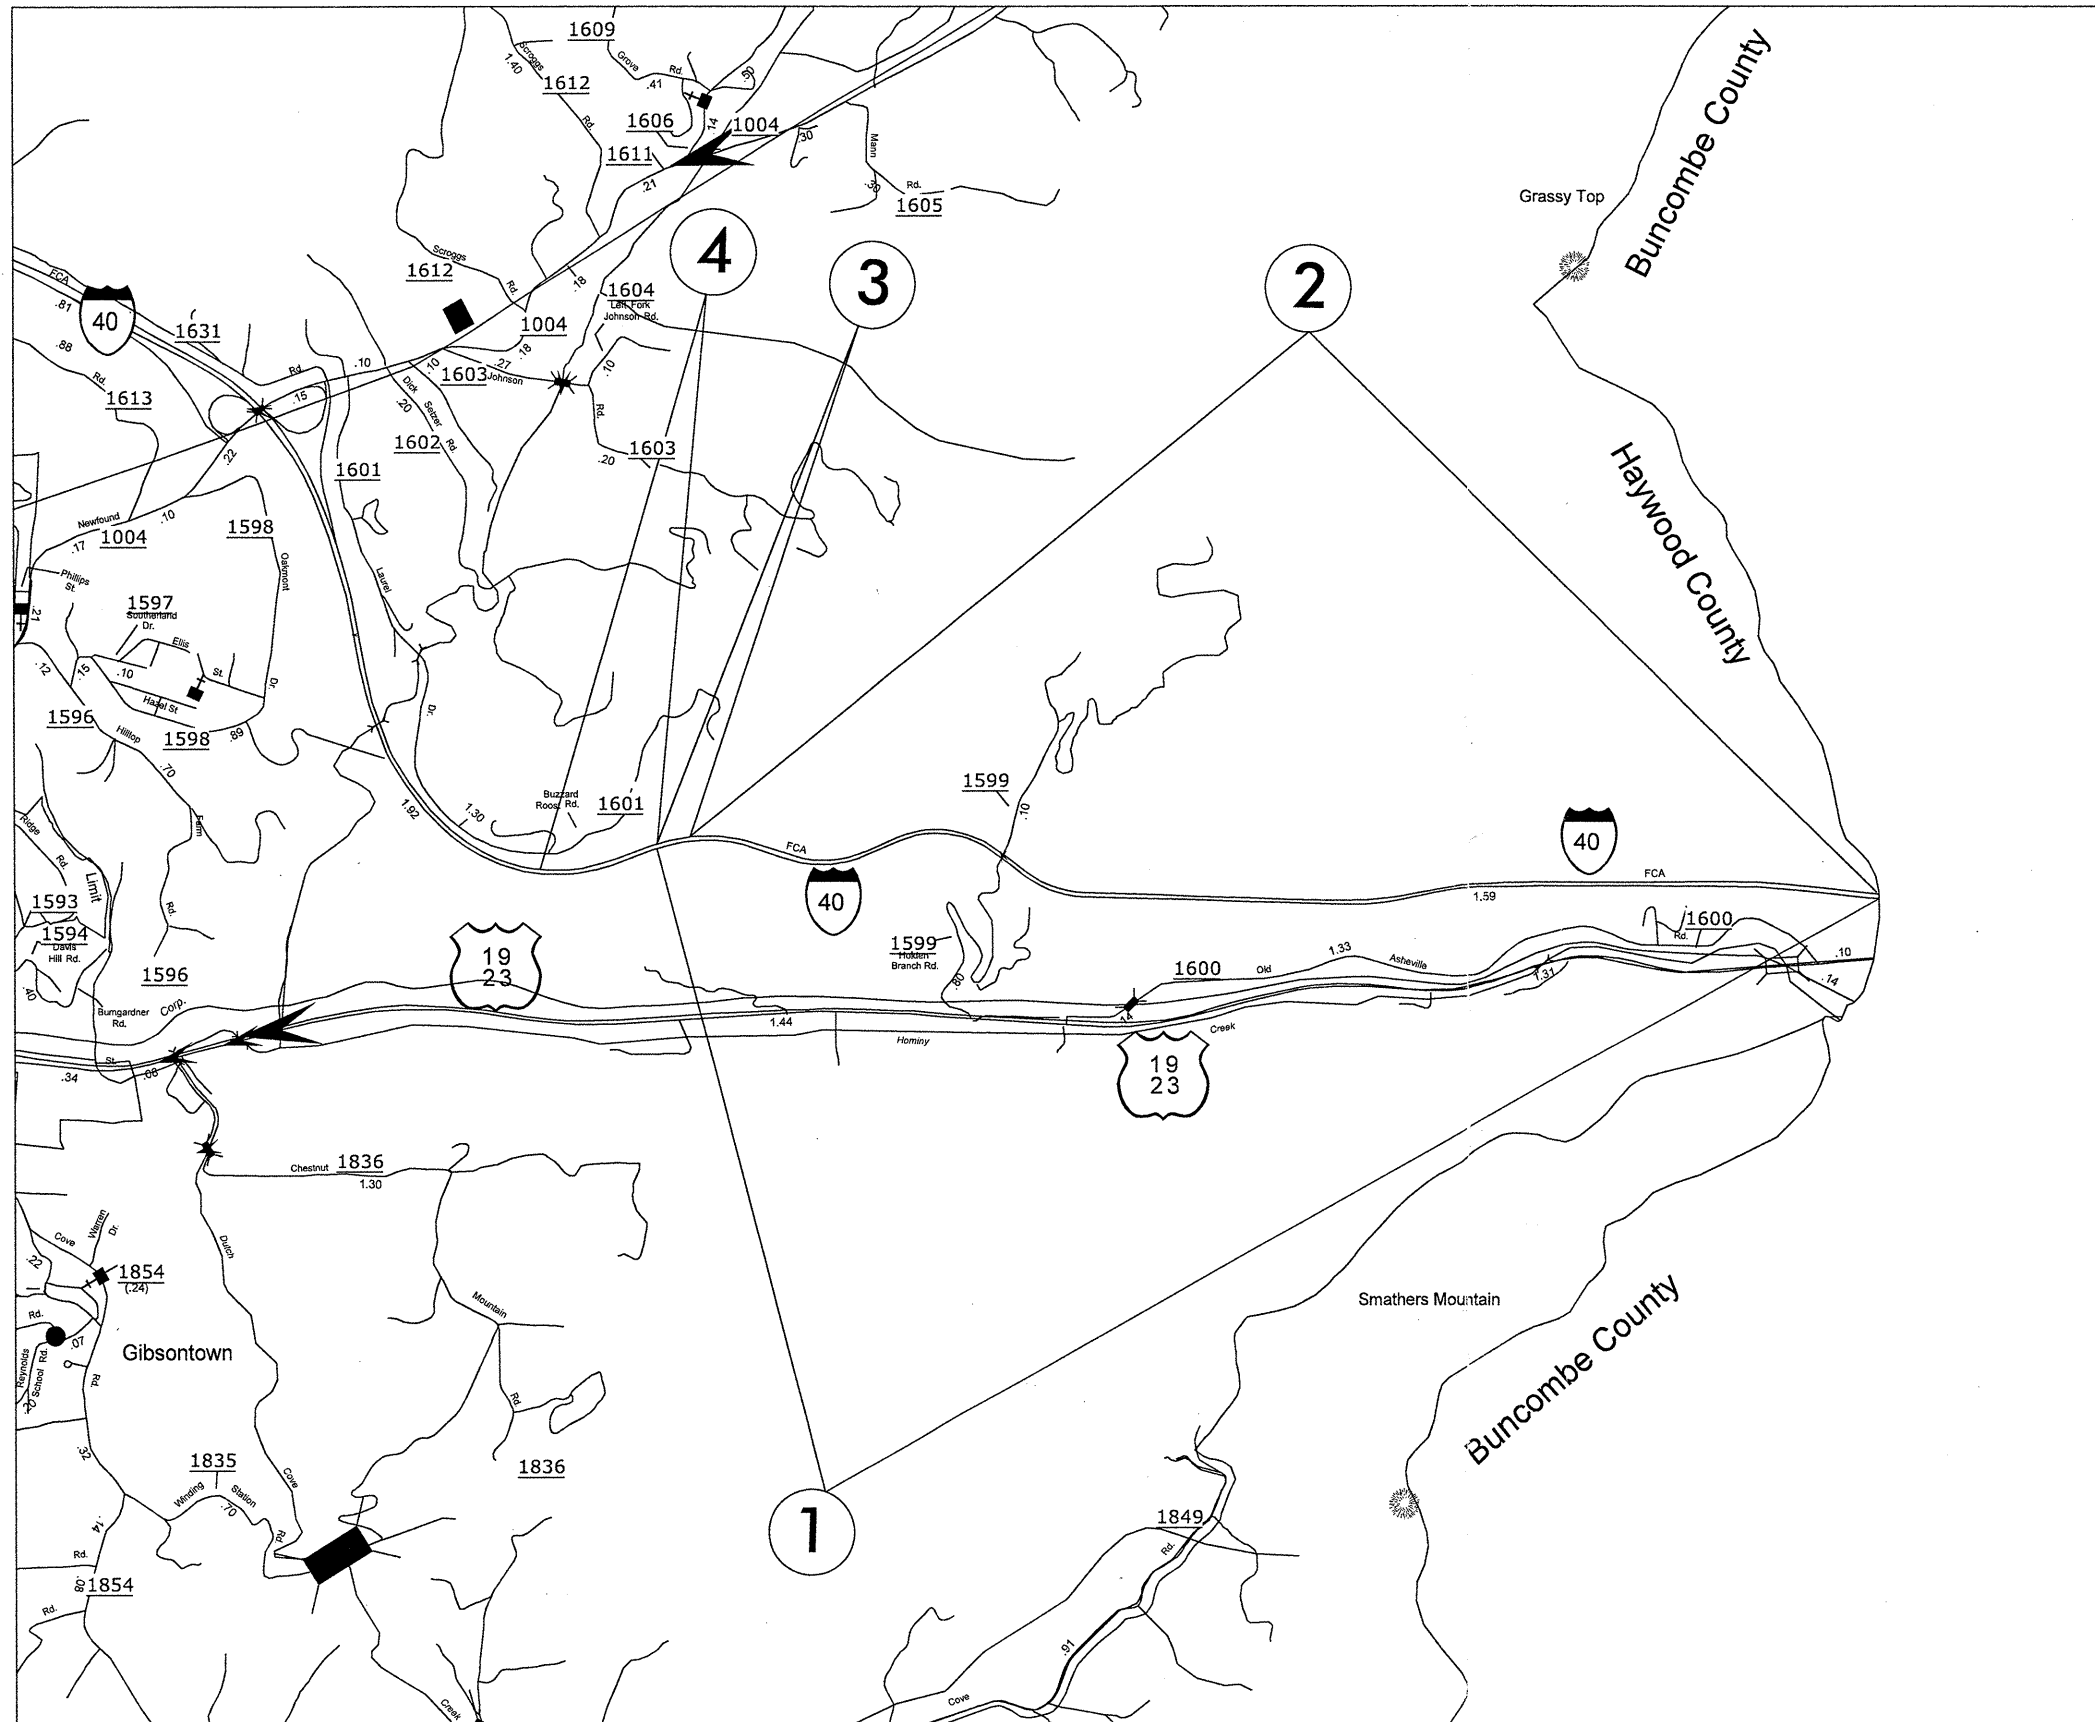 1609
Scroggs
1.40
Grove
Rd.
.41
.50
1612
Rd.
1606
.14
1004
.30
Mann
1611
.21
.30
Rd.
1605
Grassy Top
Buncombe County
Scroggs
1612
Rd.
.18
FCA
.81
40
1604
Left Fork
Johnson Rd.
4
3
2
1631
.88
Rd.
1613
Rd.
.10
.15
1004
.18
.10
.27
1603
Johnson
.10
Dick
Setzer
Rd.
.20
1602
Rd.
.20
1603
.22
1601
Haywood County
Newfound
.10
1004
.17
1598
Oakmont
Dr.
Laurel
Dr.
Phillips
St.
.21
1597
Southerland
Dr.
Ellis
St.
.12
.15
.10
Hazel St
1596
1598
.89
Hilltop
.70
Farm
Rd.
1.92
1.30
Buzzard
Roost Rd.
1601
1599
.10
FCA
40
40
FCA
1.59
Ridge
Rd.
Limit
1593
1594
Davis
Hill Rd.
.40
1596
Bumgardner
Rd.
Corp.
19
23
1599
Holden
Branch Rd.
.80
1600
Old
1.33
Asheville
Rd.
1600
1.31
.10
.14
1.44
Hominy
.14
Creek
19
23
St.
.34
.08
Chestnut
1836
1.30
Cove
Warren
Dr.
.22
1854
(.24)
Rd.
.07
Reynolds
School Rd.
.20
Rd.
Gibsontown
Dutch
Cove
Rd.
Mountain
Rd.
1836
Smathers Mountain
Buncombe County
.32
1835
Winding
Station
.70
.14
Rd.
.08
1854
Rd.
1
1849
Rd.
.91
Cove
Creek